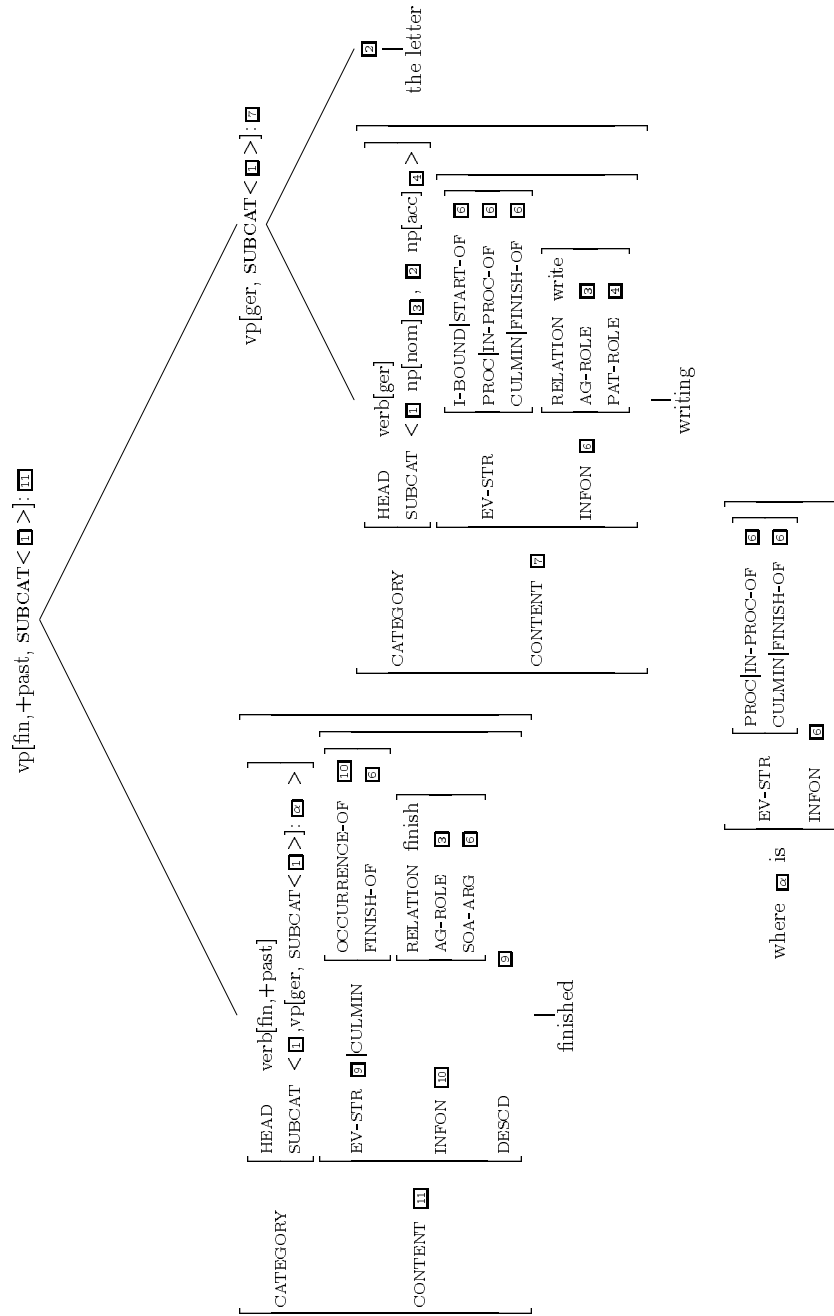 vp[fin,+past, SUBCAT< 1 >]: 11
vp[ger, SUBCAT< 1 >]: 7
CATEGORY
HEAD verb[fin,+past]
SUBCAT < 1 ,vp[ger, SUBCAT< 1 >]: α >
CONTENT 11
EV-STR 9 |CULMIN
OCCURRENCE-OF 10
FINISH-OF 6
INFON 10
RELATION finish
AG-ROLE 3
SOA-ARG 6
DESCD 9
finished
CATEGORY
HEAD verb[ger]
SUBCAT < 1 np[nom] 3 , 2 np[acc] 4 >
CONTENT 7
EV-STR
I-BOUND|START-OF 6
PROC|IN-PROC-OF 6
CULMIN|FINISH-OF 6
INFON 6
RELATION write
AG-ROLE 3
PAT-ROLE 4
writing
2
the letter
where α is
EV-STR
PROC|IN-PROC-OF 6
CULMIN|FINISH-OF 6
INFON 6